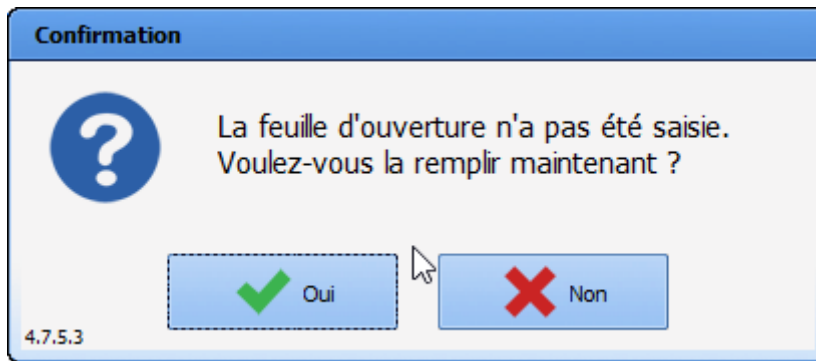 Confirmation
La feuille d'ouverture n'a pas été saisie.
Voulez-vous la remplir maintenant ?
Oui
Non
4.7.5.3